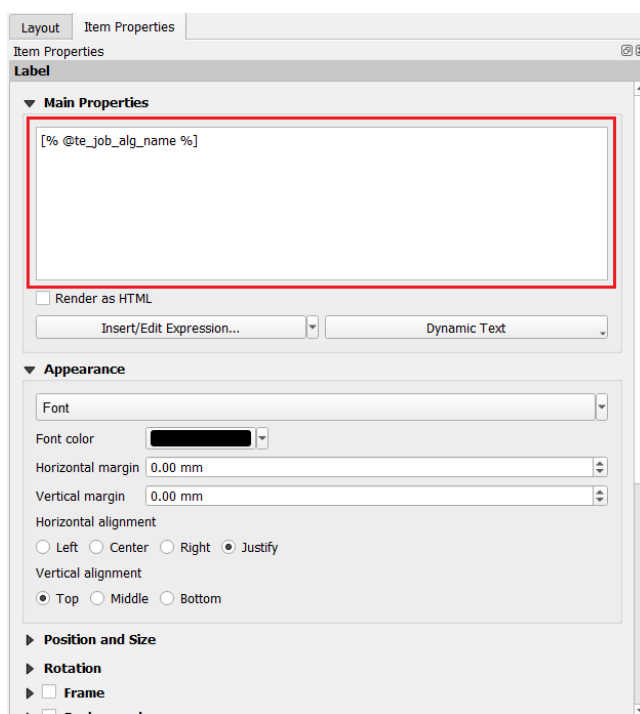 Layout Item Properties
Item Properties
Label
Main Properties
[% @te_job_alg_name %]
Render as HTML
Insert/Edit Expression... Dynamic Text
Appearance
Font
Font color
Horizontal margin 0.00 mm
Vertical margin 0.00 mm
Horizontal alignment
Left Center Right Justify
Vertical alignment
Top Middle Bottom
Position and Size
Rotation
Frame